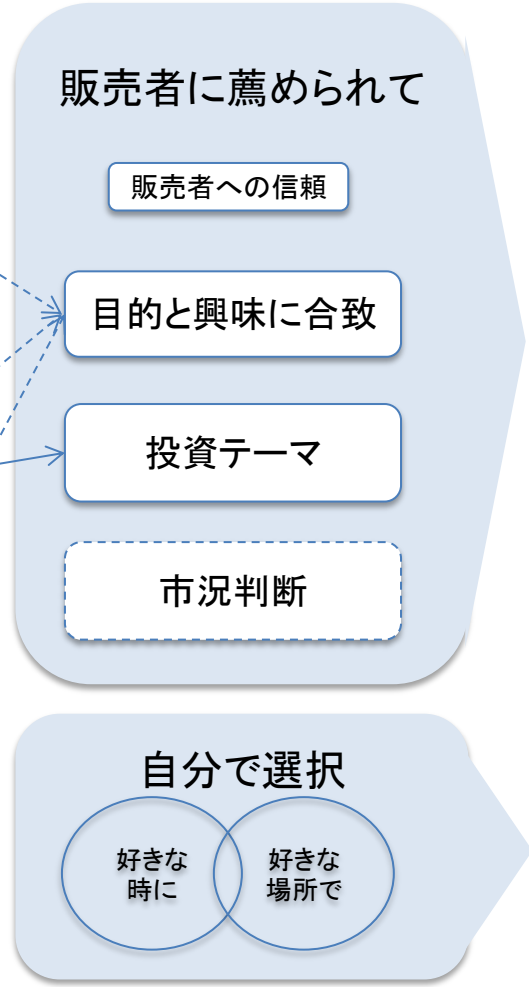 販売者に薦められて
販売者への信頼
目的と興味に合致
投資テーマ
市況判断
自分で選択
好きな
時に
好きな
場所で